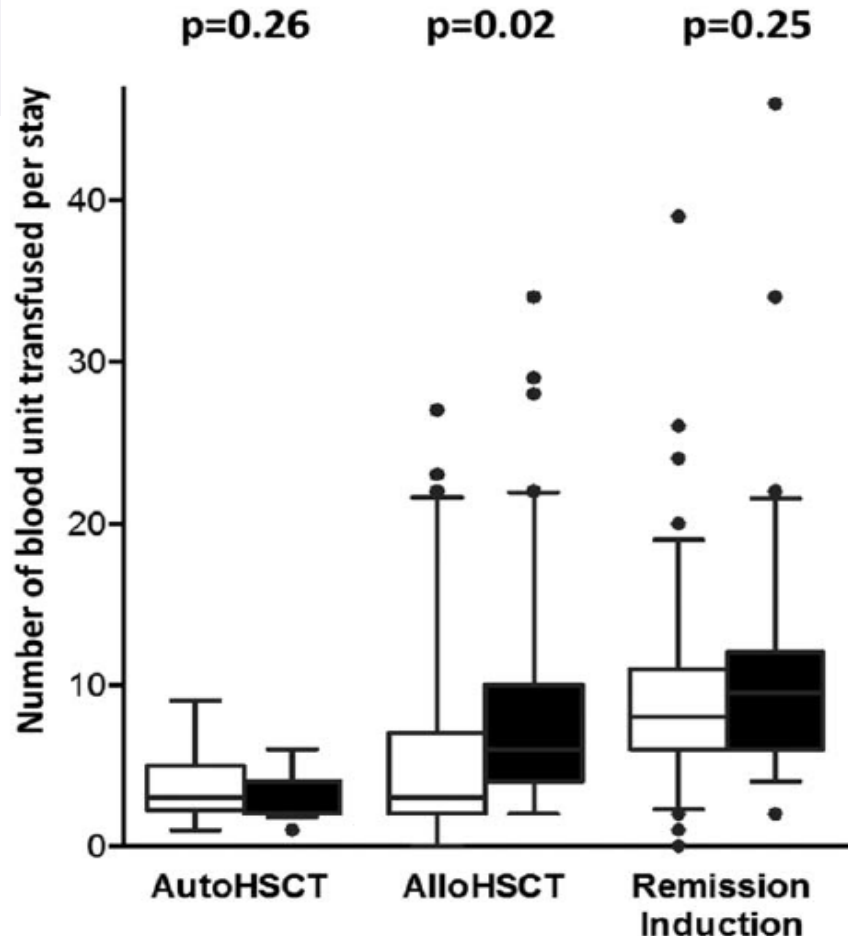 p=0.26 p=0.02 p=0.25
Number of blood unit transfused per stay
40
30
20
10
0
AutoHSCT AlloHSCT Remission
Induction